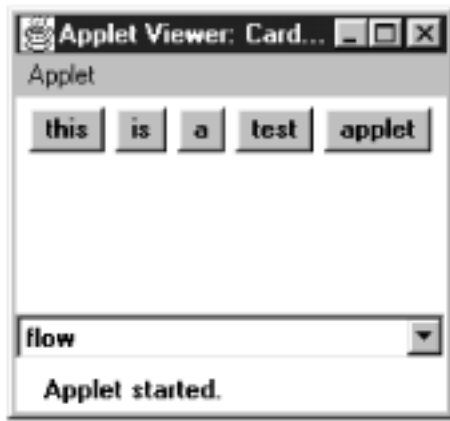 Applet Viewer: Card...
Applet
this is a test applet
flow
Applet started.